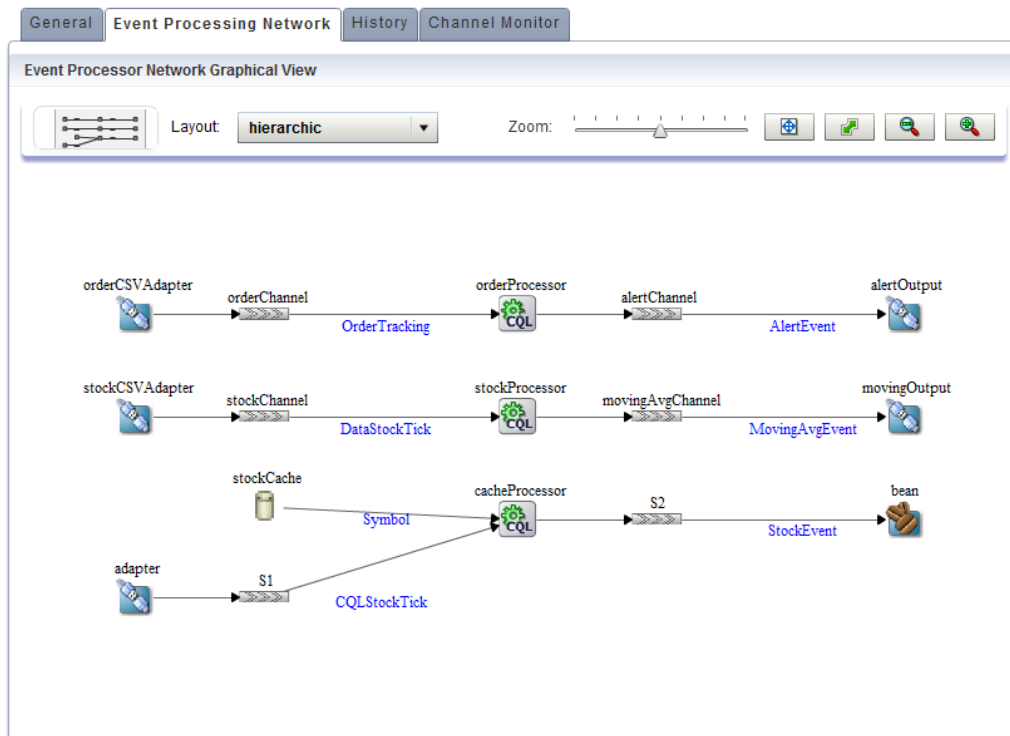 General Event Processing Network History Channel Monitor
Event Processor Network Graphical View
Layout: hierarchic Zoom:
orderCSVAdapter orderChannel orderProcessor alertChannel alertOutput
OrderTracking CQL AlertEvent
stockCSVAdapter stockChannel stockProcessor movingAvgChannel movingOutput
DataStockTick CQL MovingAvgEvent
stockCache cacheProcessor S2 bean
Symbol CQL StockEvent
adapter S1
CQLStockTick